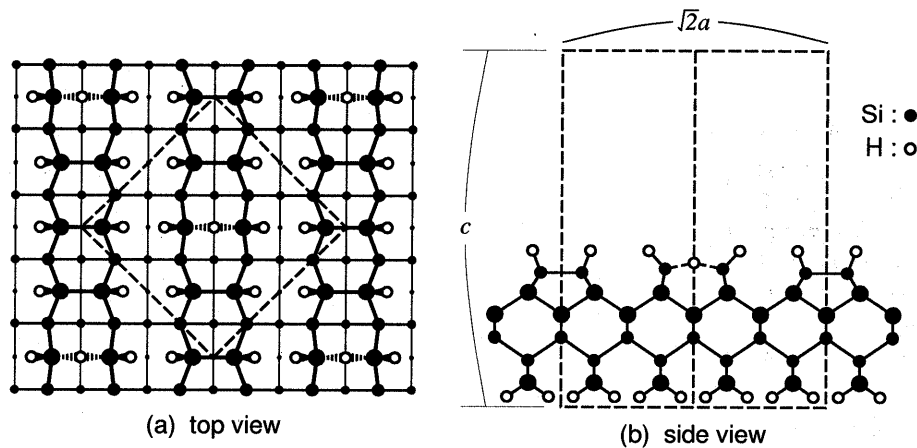 √2a
c
Si : ●
H : ○
(a) top view
(b) side view